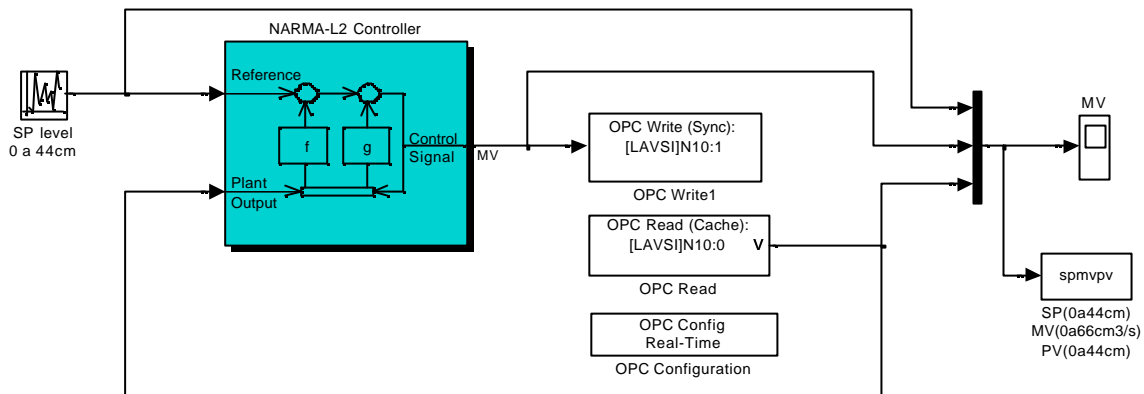 NARMA-L2 Controller
Reference
SP level
0 a 44cm
f
g
Control
Signal
MV
Plant
Output
OPC Write (Sync):
[LAVSI]N10:1
OPC Write1
OPC Read (Cache):
[LAVSI]N10:0
V
OPC Read
OPC Config
Real-Time
OPC Configuration
MV
spmvpv
SP(0a44cm)
MV(0a66cm3/s)
PV(0a44cm)